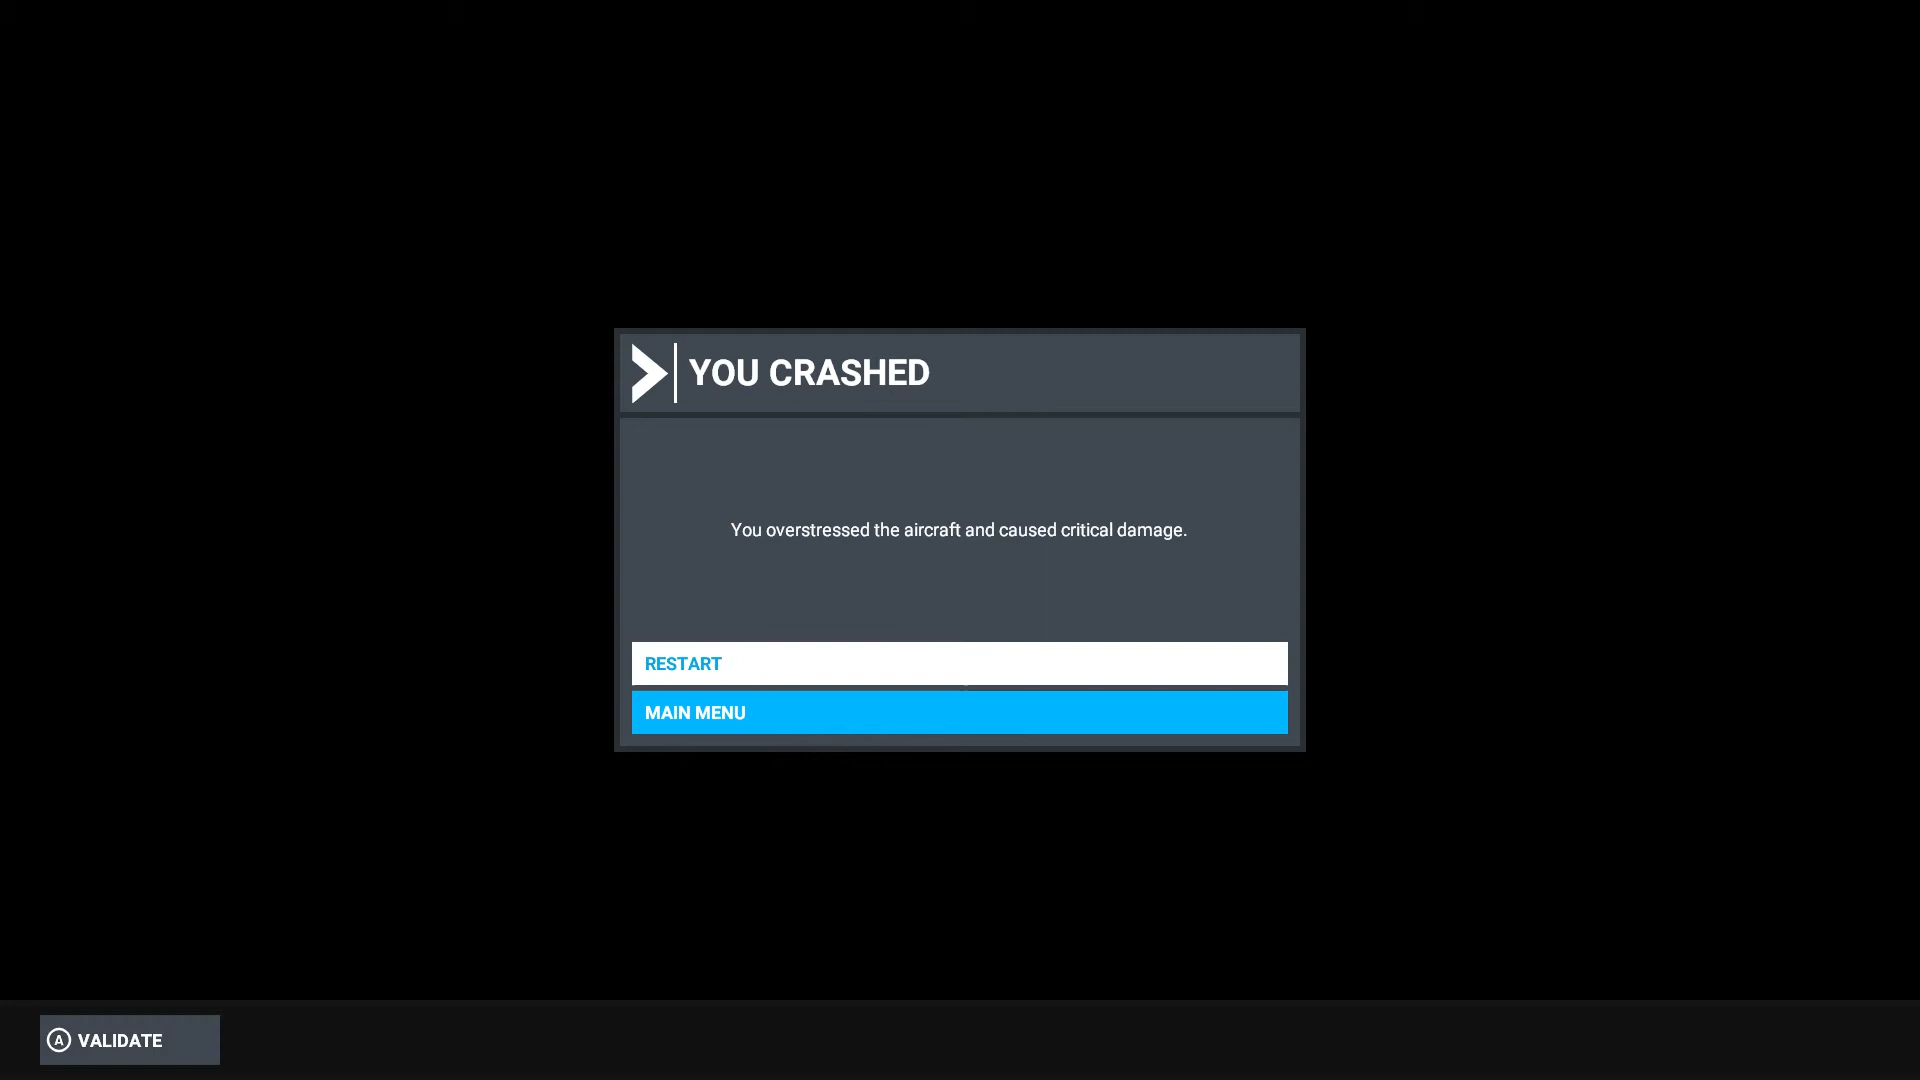 YOU CRASHED
You overstressed the aircraft and caused critical damage.
RESTART
MAIN MENU
A VALIDATE